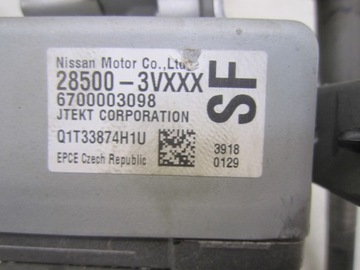 Nissan Motor Co.,Ltd.
28500-3VXXX
6700003098
JTEKT CORPORATION
Q1T33874H1U
EPCE Czech Republic
SF
3918
0129